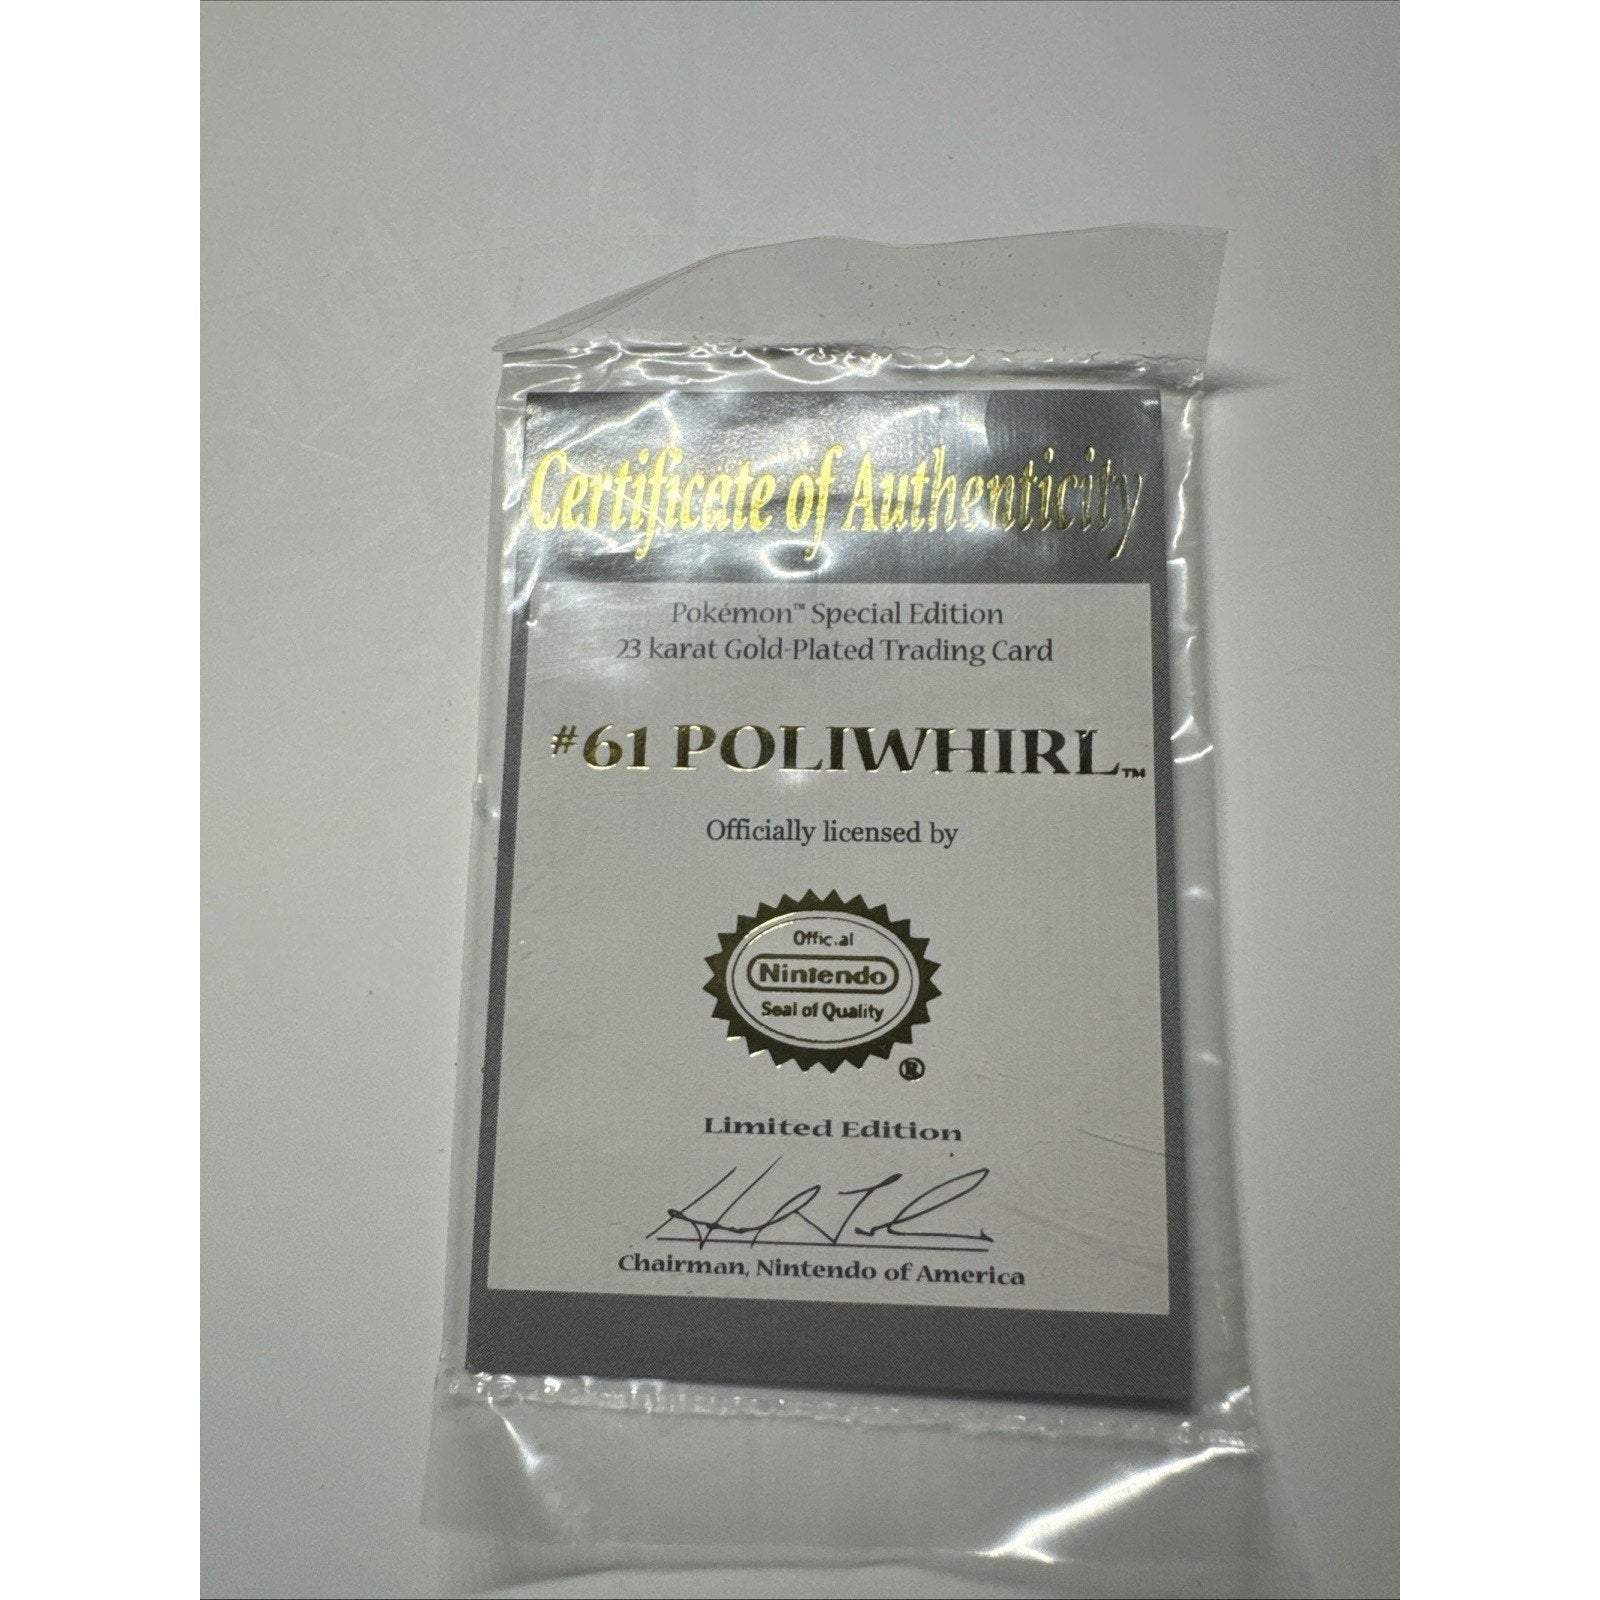 Certificate of Authenticity
Pokémon™ Special Edition
23 karat Gold-Plated Trading Card
#61 POLIWHIRL™
Officially licensed by
Official
Nintendo
Seal of Quality
®
Limited Edition
Chairman, Nintendo of America